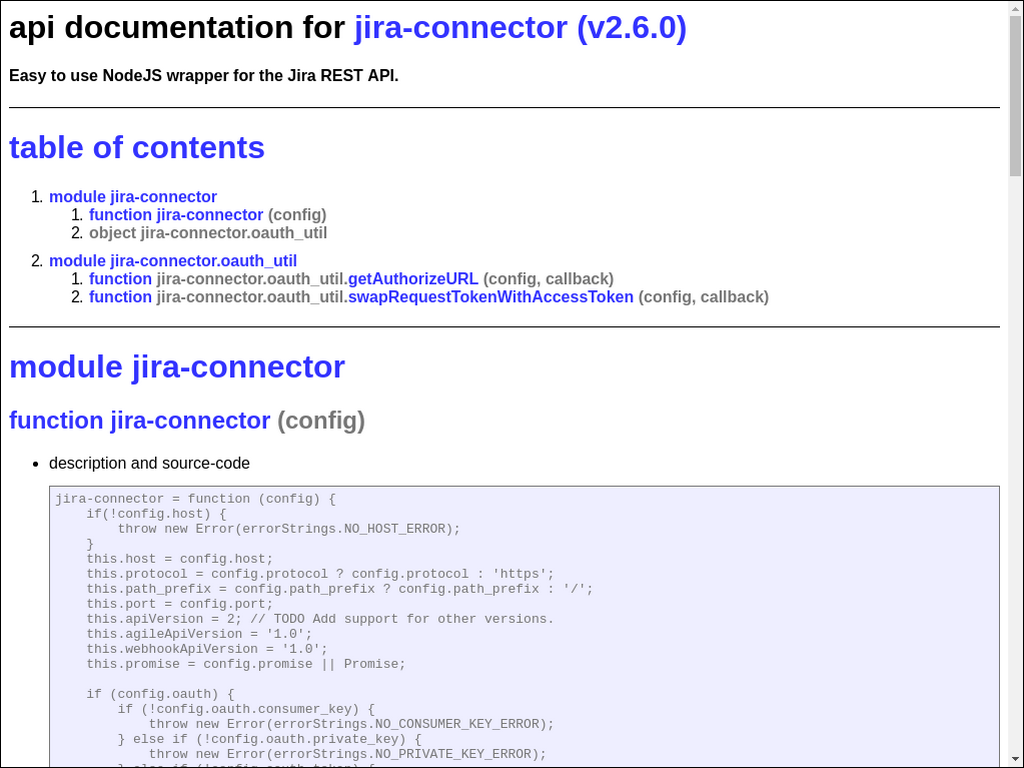 api documentation for jira-connector (v2.6.0)
Easy to use NodeJS wrapper for the Jira REST API.
table of contents
1. module jira-connector
1. function jira-connector (config)
2. object jira-connector.oauth_util
2. module jira-connector.oauth_util
1. function jira-connector.oauth_util.getAuthorizeURL (config, callback)
2. function jira-connector.oauth_util.swapRequestTokenWithAccessToken (config, callback)
module jira-connector
function jira-connector (config)
• description and source-code
jira-connector = function (config) {
    if(!config.host) {
        throw new Error(errorStrings.NO_HOST_ERROR);
    }
    this.host = config.host;
    this.protocol = config.protocol ? config.protocol : 'https';
    this.path_prefix = config.path_prefix ? config.path_prefix : '/';
    this.port = config.port;
    this.apiVersion = 2; // TODO Add support for other versions.
    this.agileApiVersion = '1.0';
    this.webhookApiVersion = '1.0';
    this.promise = config.promise || Promise;
    if (config.oauth) {
        if (!config.oauth.consumer_key) {
            throw new Error(errorStrings.NO_CONSUMER_KEY_ERROR);
        } else if (!config.oauth.private_key) {
            throw new Error(errorStrings.NO_PRIVATE_KEY_ERROR);
        } else if (!config.oauth.token) {